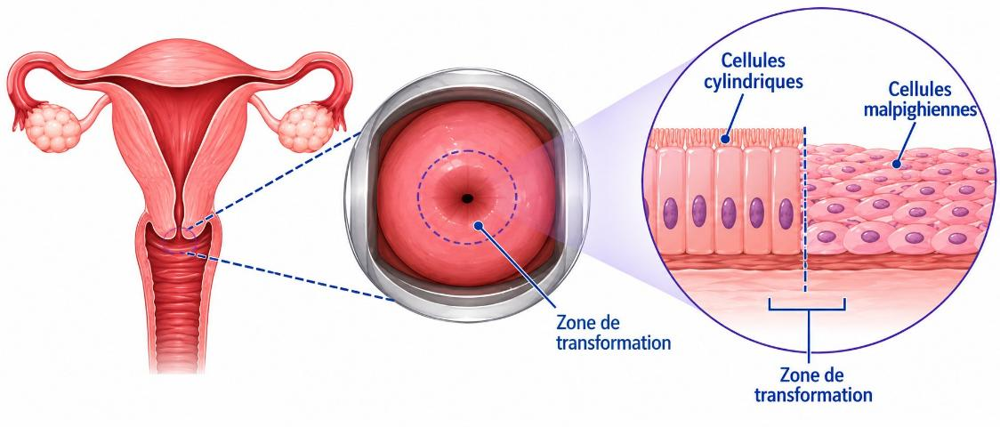 Cellules
cylindriques
Cellules
malpighiennes
Zone de
transformation
Zone de
transformation